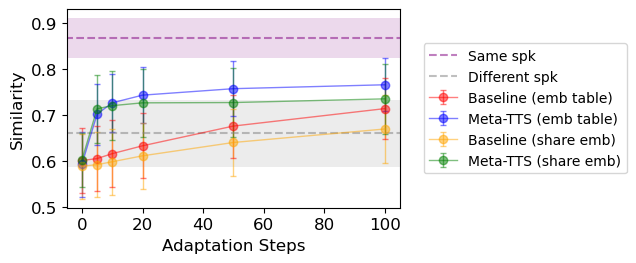 0.9
0.8
0.7
0.6
0.5
Similarity
0 20 40 60 80 100
Adaptation Steps
Same spk
Different spk
Baseline (emb table)
Meta-TTS (emb table)
Baseline (share emb)
Meta-TTS (share emb)